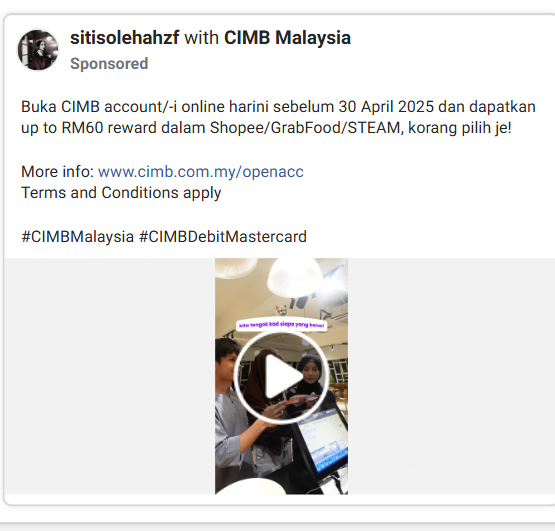 sitisolehahzf with CIMB Malaysia
Sponsored
Buka CIMB account/-i online harini sebelum 30 April 2025 dan dapatkan
up to RM60 reward dalam Shopee/GrabFood/STEAM, korang pilih je!
More info: www.cimb.com.my/openacc
Terms and Conditions apply
#CIMBMalaysia #CIMBDebitMastercard
kita tengok kad siapa yang kena!